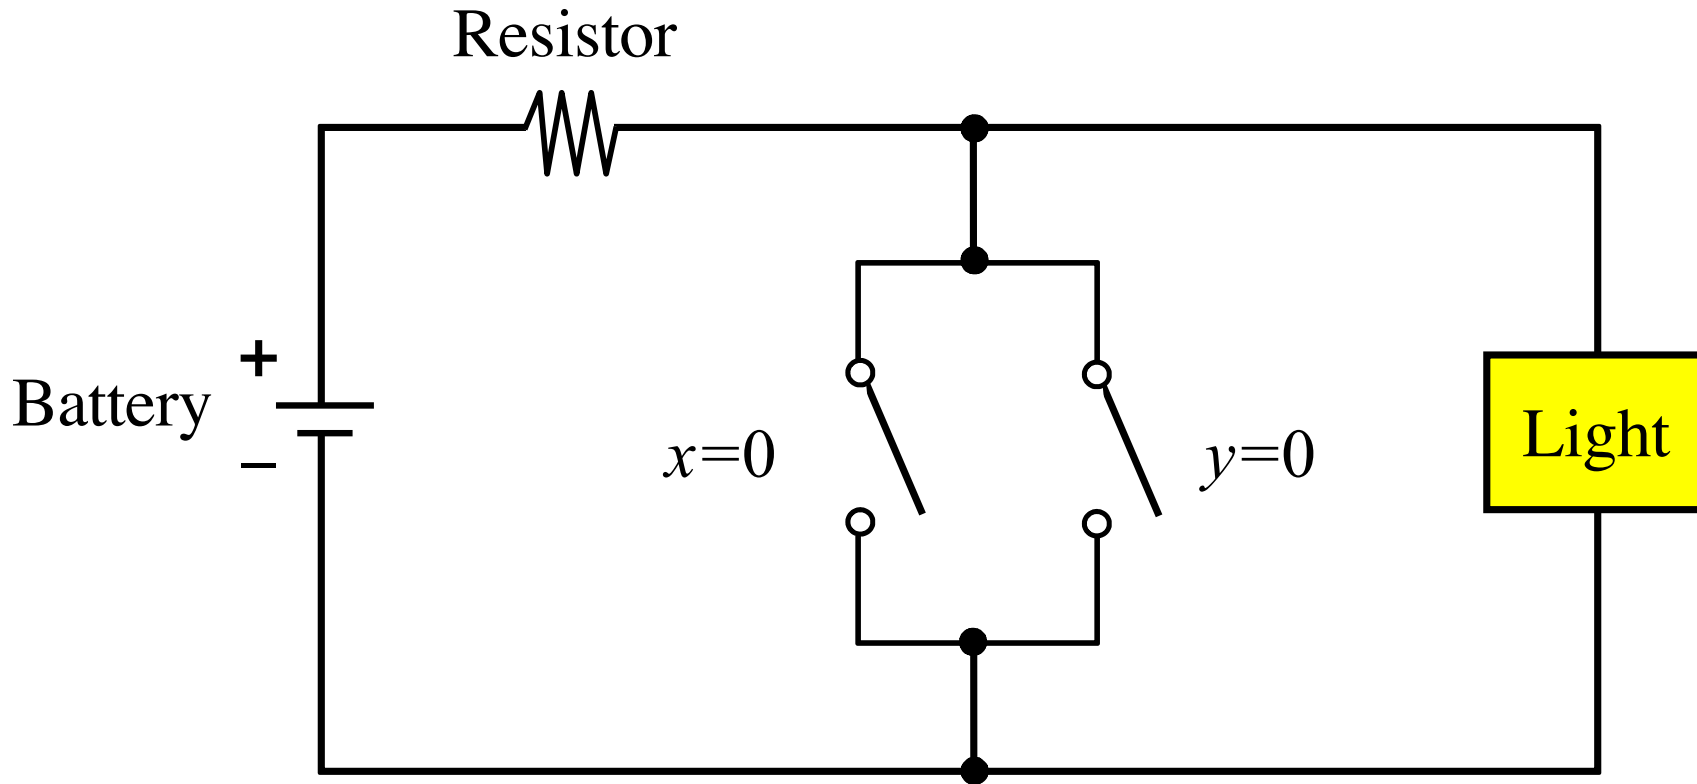 Resistor
+
Battery
−
x=0
y=0
Light